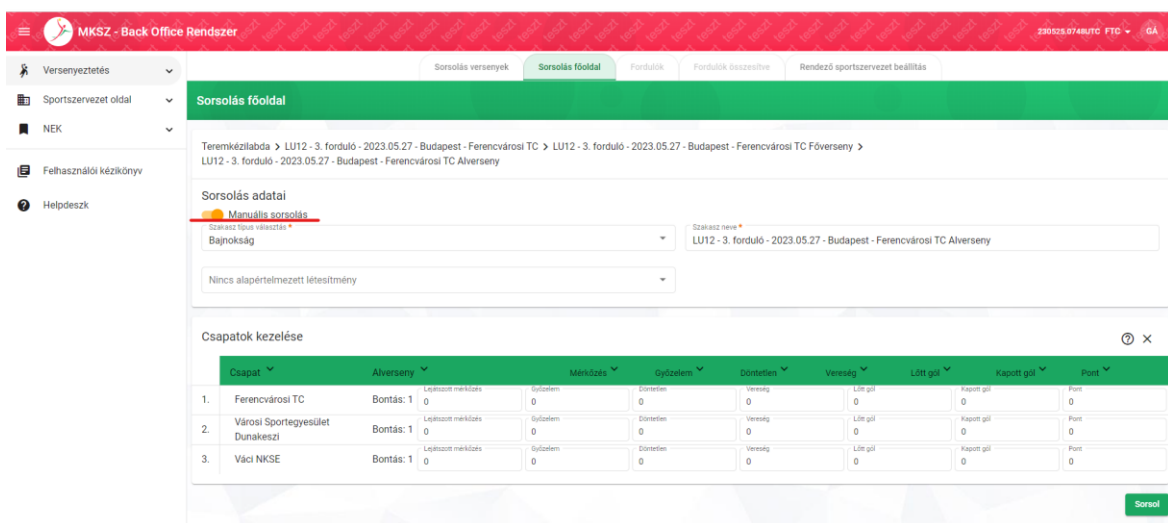 MKSZ - Back Office Rendszer
230525.0748UTC FTC GÁ
Versenyeztetés
Sportszervezet oldal
NEK
Felhasználói kézikönyv
Helpdeszk
Sorsolás versenyek Sorsolás főoldal Fordulók Fordulók összesítve Rendező sportszervezet beállítás
Sorsolás főoldal
Teremkézilabda > LU12 - 3. forduló - 2023.05.27 - Budapest - Ferencvárosi TC > LU12 - 3. forduló - 2023.05.27 - Budapest - Ferencvárosi TC Főverseny >
LU12 - 3. forduló - 2023.05.27 - Budapest - Ferencvárosi TC Alverseny
Sorsolás adatai
Manuális sorsolás
Szakasz típus választás *
Bajnokság
Szakasz neve *
LU12 - 3. forduló - 2023.05.27 - Budapest - Ferencvárosi TC Alverseny
Nincs alapértelmezett létesítmény
Csapatok kezelése
Csapat Alverseny Mérkőzés Győzelem Döntetlen Vereség Lőtt gól Kapott gól Pont
Lejátszott mérkőzés Győzelem Döntetlen Vereség Lőtt gól Kapott gól Pont
1. Ferencvárosi TC Bontás: 1 0 0 0 0 0 0 0
Lejátszott mérkőzés Győzelem Döntetlen Vereség Lőtt gól Kapott gól Pont
2. Városi Sportegyesület Dunakeszi Bontás: 1 0 0 0 0 0 0 0
Lejátszott mérkőzés Győzelem Döntetlen Vereség Lőtt gól Kapott gól Pont
3. Váci NKSE Bontás: 1 0 0 0 0 0 0 0
Sorsol